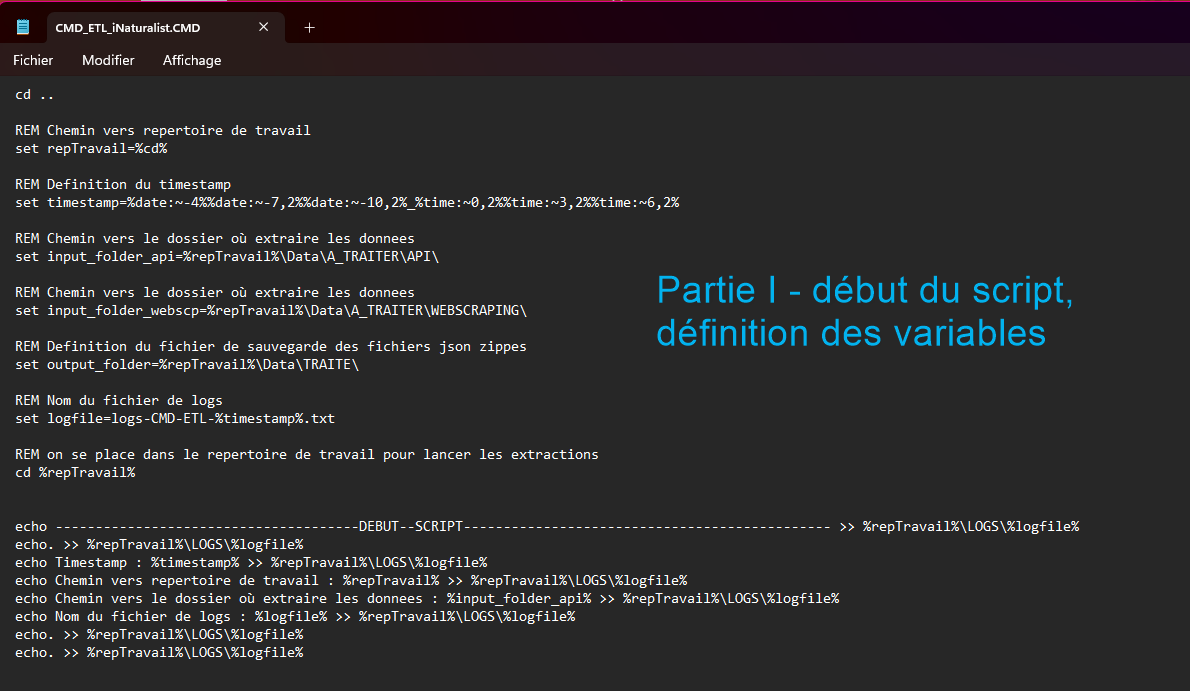 CMD_ETL_iNaturalist.CMD
Fichier Modifier Affichage
cd ..
REM Chemin vers repertoire de travail
set repTravail=%cd%
REM Definition du timestamp
set timestamp=%date:~-4%%date:~-7,2%%date:~-10,2%_%time:~0,2%%time:~3,2%%time:~6,2%
REM Chemin vers le dossier où extraire les donnees
set input_folder_api=%repTravail%\Data\A_TRAITER\API\
REM Chemin vers le dossier où extraire les donnees
set input_folder_webscp=%repTravail%\Data\A_TRAITER\WEBSCRAPING\
Partie I - début du script,
définition des variables
REM Definition du fichier de sauvegarde des fichiers json zippes
set output_folder=%repTravail%\Data\TRAITE\
REM Nom du fichier de logs
set logfile=logs-CMD-ETL-%timestamp%.txt
REM on se place dans le repertoire de travail pour lancer les extractions
cd %repTravail%
echo --------------------------------------DEBUT--SCRIPT---------------------------------------------- >> %repTravail%\LOGS\%logfile%
echo. >> %repTravail%\LOGS\%logfile%
echo Timestamp : %timestamp% >> %repTravail%\LOGS\%logfile%
echo Chemin vers repertoire de travail : %repTravail% >> %repTravail%\LOGS\%logfile%
echo Chemin vers le dossier où extraire les donnees : %input_folder_api% >> %repTravail%\LOGS\%logfile%
echo Nom du fichier de logs : %logfile% >> %repTravail%\LOGS\%logfile%
echo. >> %repTravail%\LOGS\%logfile%
echo. >> %repTravail%\LOGS\%logfile%